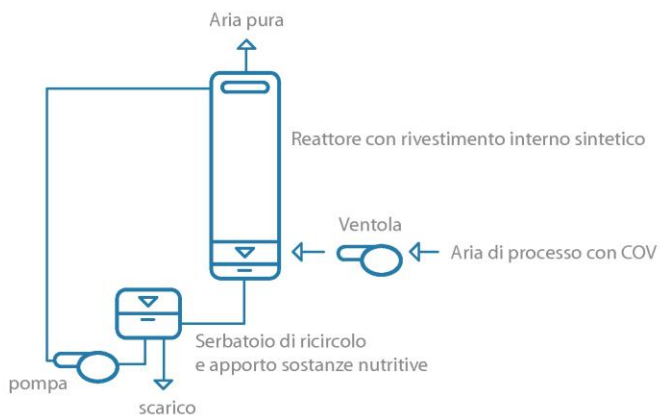 Aria pura
Reattore con rivestimento interno sintetico
Ventola
Aria di processo con COV
Serbatoio di ricircolo
e apporto sostanze nutritive
pompa
scarico